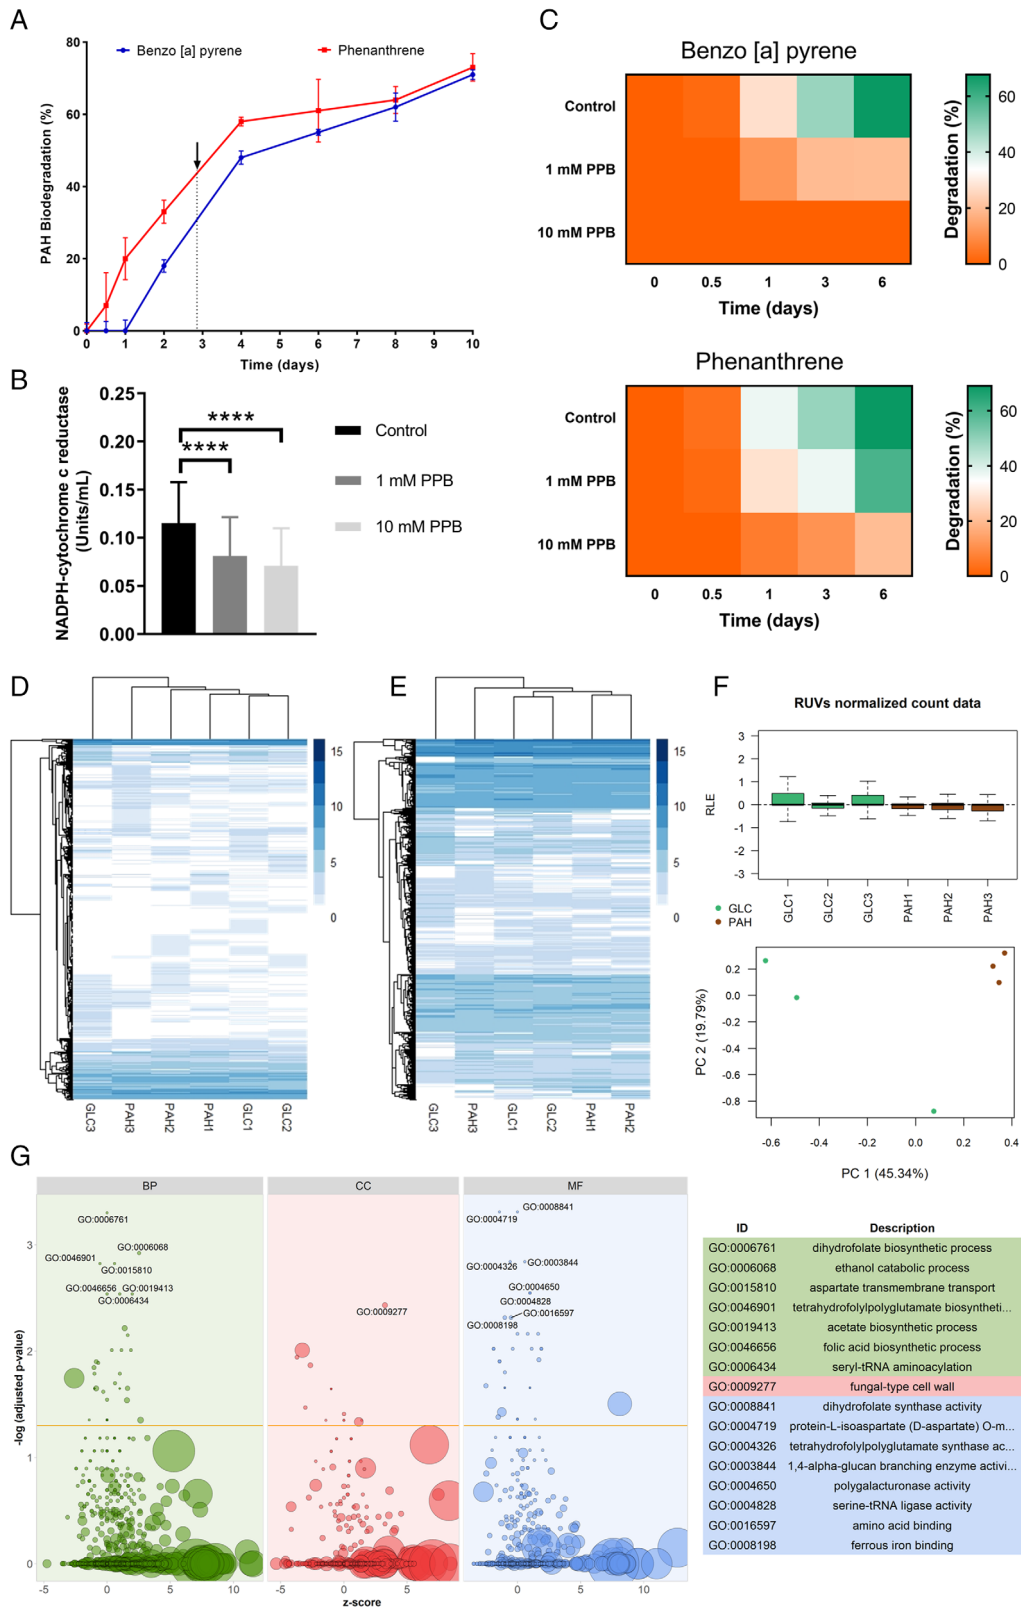 A
80
60
40
20
0
PAH Biodegradation (%)
Benzo [a] pyrene
Phenanthrene
0 1 2 3 4 5 6 7 8 9 10
Time (days)
B
0.25
0.20
0.15
0.10
0.05
0.00
NADPH-cytochrome c reductase
(Units/mL)
****
****
Control
1 mM PPB
10 mM PPB
C
Benzo [a] pyrene
Control
1 mM PPB
10 mM PPB
0 0.5 1 3 6
Time (days)
60
40
20
0
Degradation (%)
Phenanthrene
Control
1 mM PPB
10 mM PPB
0 0.5 1 3 6
Time (days)
60
40
20
0
Degradation (%)
D
15
10
5
0
GLC3 PAH3 PAH2 PAH1 GLC1 GLC2
E
15
10
5
0
GLC3 PAH3 GLC1 GLC2 PAH1 PAH2
F
RUVs normalized count data
3
2
1
0
-1
-2
-3
RLE
GLC1 GLC2 GLC3 PAH1 PAH2 PAH3
GLC
PAH
0.2
0.0
-0.2
-0.4
-0.6
-0.8
PC 2 (19.79%)
-0.6 -0.4 -0.2 0.0 0.2 0.4
PC 1 (45.34%)
G
BP CC MF
3
2
1
0
-log (adjusted p-value)
GO:0006761
GO:0006068
GO:0046901
GO:0015810
GO:0046656
GO:0019413
GO:0006434
GO:0009277
GO:0008841
GO:0004719
GO:0004326
GO:0003844
GO:0004650
GO:0004828
GO:0016597
GO:0008198
-5 0 5 10
-5 0 5
0 5 10
z-score
ID Description
GO:0006761 dihydrofolate biosynthetic process
GO:0006068 ethanol catabolic process
GO:0015810 aspartate transmembrane transport
GO:0046901 tetrahydrofolylpolyglutamate biosyntheti...
GO:0019413 acetate biosynthetic process
GO:0046656 folic acid biosynthetic process
GO:0006434 seryl-tRNA aminoacylation
GO:0009277 fungal-type cell wall
GO:0008841 dihydrofolate synthase activity
GO:0004719 protein-L-isoaspartate (D-aspartate) O-m...
GO:0004326 tetrahydrofolylpolyglutamate synthase ac...
GO:0003844 1,4-alpha-glucan branching enzyme activi...
GO:0004650 polygalacturonase activity
GO:0004828 serine-tRNA ligase activity
GO:0016597 amino acid binding
GO:0008198 ferrous iron binding